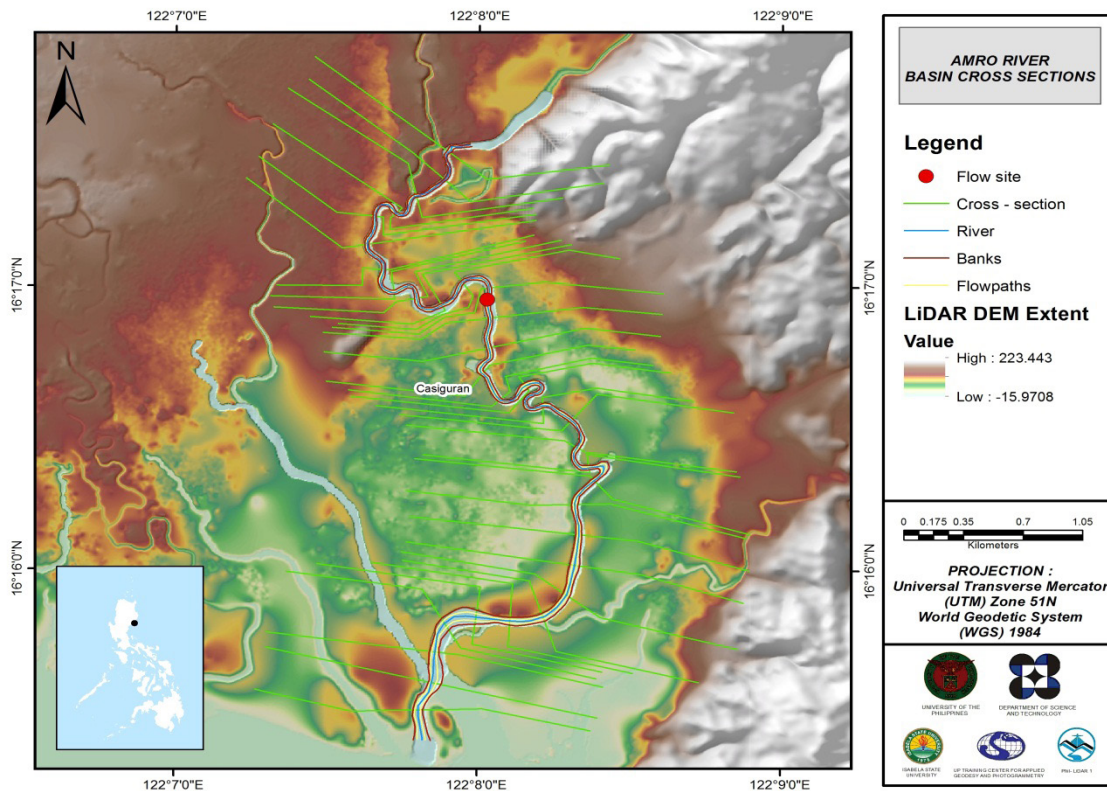 122°7'0"E
122°8'0"E
122°9'0"E
N
16°17'0"N
16°17'0"N
Casiguran
16°16'0"N
16°16'0"N
122°7'0"E
122°8'0"E
122°9'0"E
AMRO RIVER
BASIN CROSS SECTIONS
Legend
Flow site
Cross - section
River
Banks
Flowpaths
LiDAR DEM Extent
Value
High : 223.443
Low : -15.9708
0 0.175 0.35 0.7 1.05
Kilometers
PROJECTION :
Universal Transverse Mercator
(UTM) Zone 51N
World Geodetic System
(WGS) 1984
UNIVERSITY OF THE
PHILIPPINES
DEPARTMENT OF SCIENCE
AND TECHNOLOGY
ISABELA STATE
UNIVERSITY
UP TRAINING CENTER FOR APPLIED
GEODESY AND PHOTOGRAMMETRY
PHIL- LiDAR 1